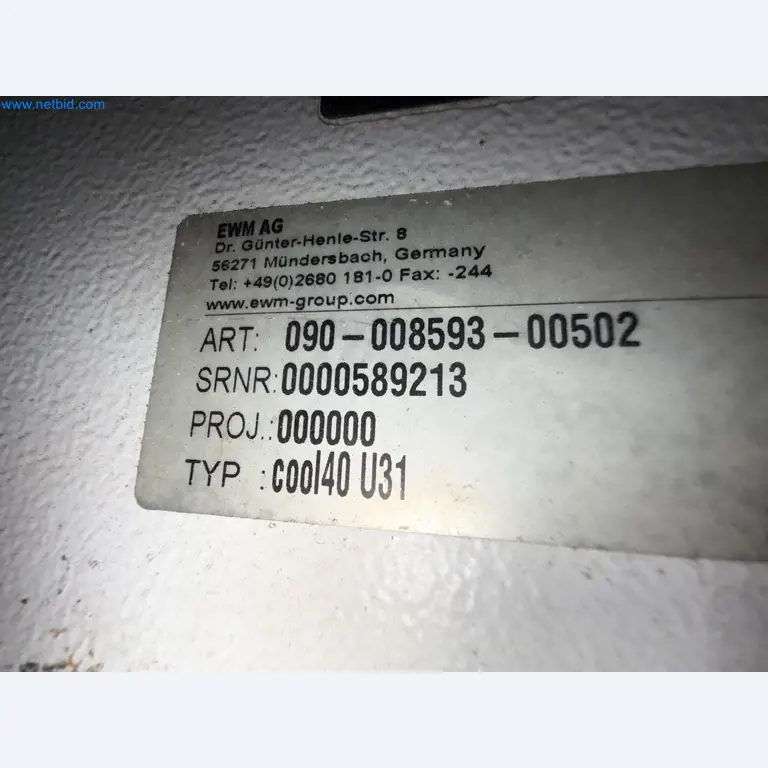 www.netbid.com
EWM AG
Dr. Günter-Henle-Str. 8
56271 Mündersbach, Germany
Tel: +49(0)2680 181-0 Fax: -244
www.ewm-group.com
ART: 090-008593-00502
SRNR:0000589213
PROJ.:000000
TYP :cool40 U31